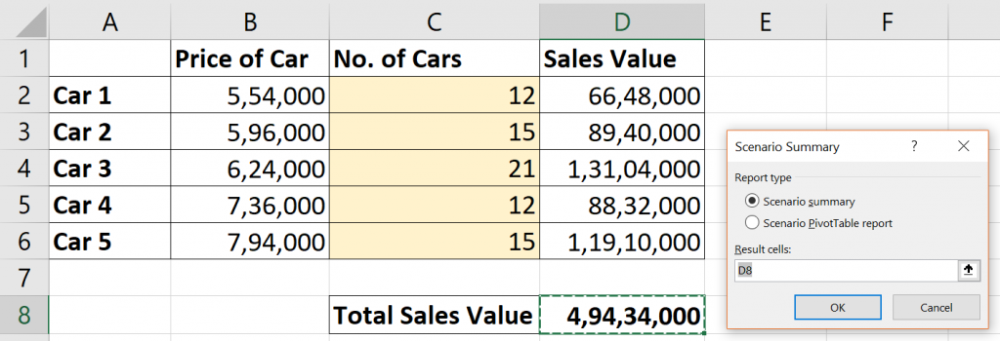 A B C D E F
1 Price of Car No. of Cars Sales Value
2 Car 1 5,54,000 12 66,48,000
3 Car 2 5,96,000 15 89,40,000
4 Car 3 6,24,000 21 1,31,04,000
5 Car 4 7,36,000 12 88,32,000
6 Car 5 7,94,000 15 1,19,10,000
7
8 Total Sales Value 4,94,34,000
Scenario Summary ? ×
Report type
Scenario summary
Scenario PivotTable report
Result cells:
D8
OK Cancel